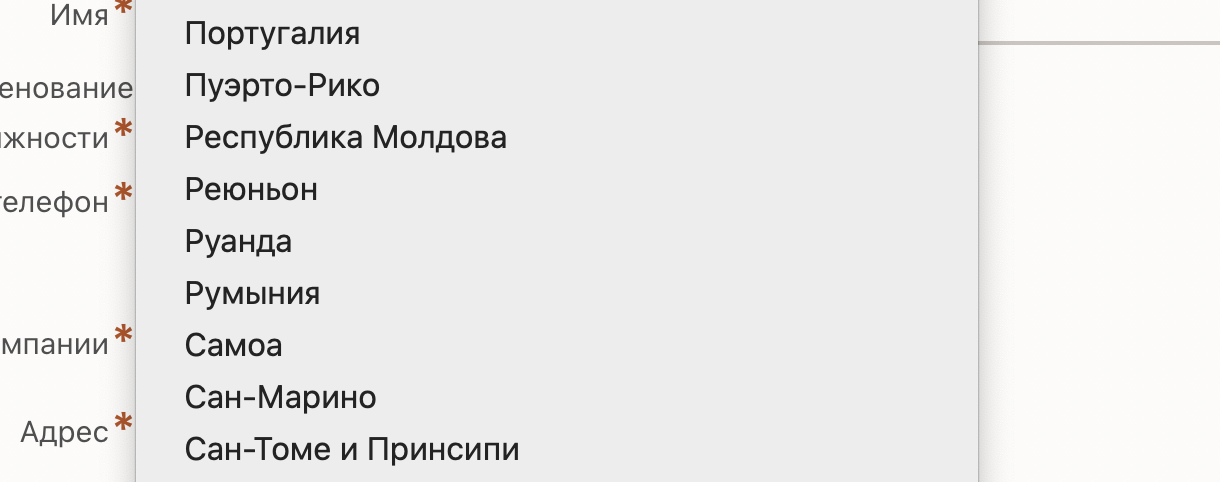 Имя*
Португалия
Пуэрто-Рико
Республика Молдова
Реюньон
Руанда
Румыния
Самоа
Сан-Марино
Сан-Томе и Принсипи
енование
жности*
телефон*
мпании*
Адрес*